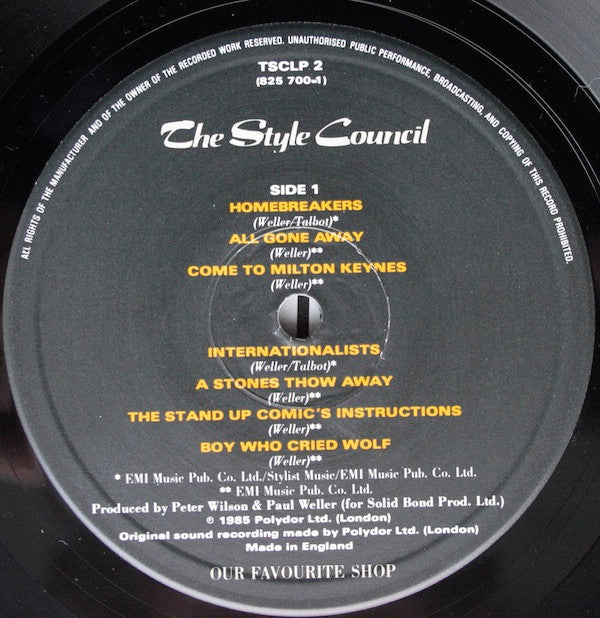 ALL RIGHTS OF THE MANUFACTURER AND OF THE OWNER OF THE RECORDED WORK RESERVED. UNAUTHORISED PUBLIC PERFORMANCE, BROADCASTING, AND COPYING OF THIS RECORD PROHIBITED.
TSCLP 2
(825 700-1)
The Style Council
SIDE 1
HOMEBREAKERS
(Weller/Talbot)*
ALL GONE AWAY
(Weller)**
COME TO MILTON KEYNES
(Weller)**
INTERNATIONALISTS
(Weller/Talbot)*
A STONES THOW AWAY
(Weller)**
THE STAND UP COMIC'S INSTRUCTIONS
(Weller)**
BOY WHO CRIED WOLF
(Weller)**
* EMI Music Pub. Co. Ltd./Stylist Music/EMI Music Pub. Co. Ltd.
** EMI Music Pub. Co. Ltd.
Produced by Peter Wilson & Paul Weller (for Solid Bond Prod. Ltd.)
℗ 1985 Polydor Ltd. (London)
Original sound recording made by Polydor Ltd. (London)
Made in England
OUR FAVOURITE SHOP